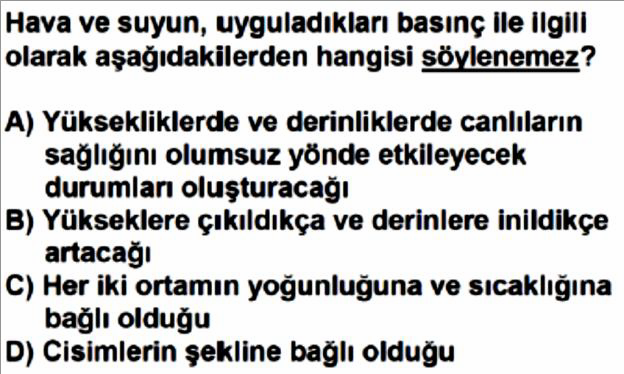 Hava ve suyun, uyguladıkları basınç ile ilgili
olarak aşağıdakilerden hangisi söylenemez?
A) Yüksekliklerde ve derinliklerde canlıların
sağlığını olumsuz yönde etkileyecek
durumları oluşturacağı
B) Yükseklere çıkıldıkça ve derinlere inildikçe
artacağı
C) Her iki ortamın yoğunluğuna ve sıcaklığına
bağlı olduğu
D) Cisimlerin şekline bağlı olduğu